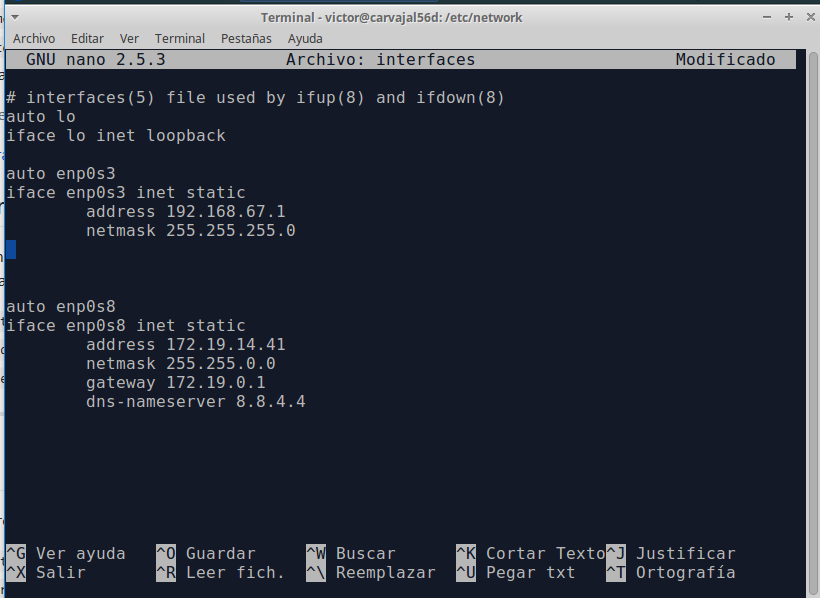 Terminal - victor@carvajal56d: /etc/network
Archivo Editar Ver Terminal Pestañas Ayuda
GNU nano 2.5.3 Archivo: interfaces Modificado
# interfaces(5) file used by ifup(8) and ifdown(8)
auto lo
iface lo inet loopback
auto enp0s3
iface enp0s3 inet static
address 192.168.67.1
netmask 255.255.255.0
auto enp0s8
iface enp0s8 inet static
address 172.19.14.41
netmask 255.255.0.0
gateway 172.19.0.1
dns-nameserver 8.8.4.4
^G Ver ayuda ^O Guardar ^W Buscar ^K Cortar Texto ^J Justificar
^X Salir ^R Leer fich. ^\ Reemplazar ^U Pegar txt ^T Ortografía